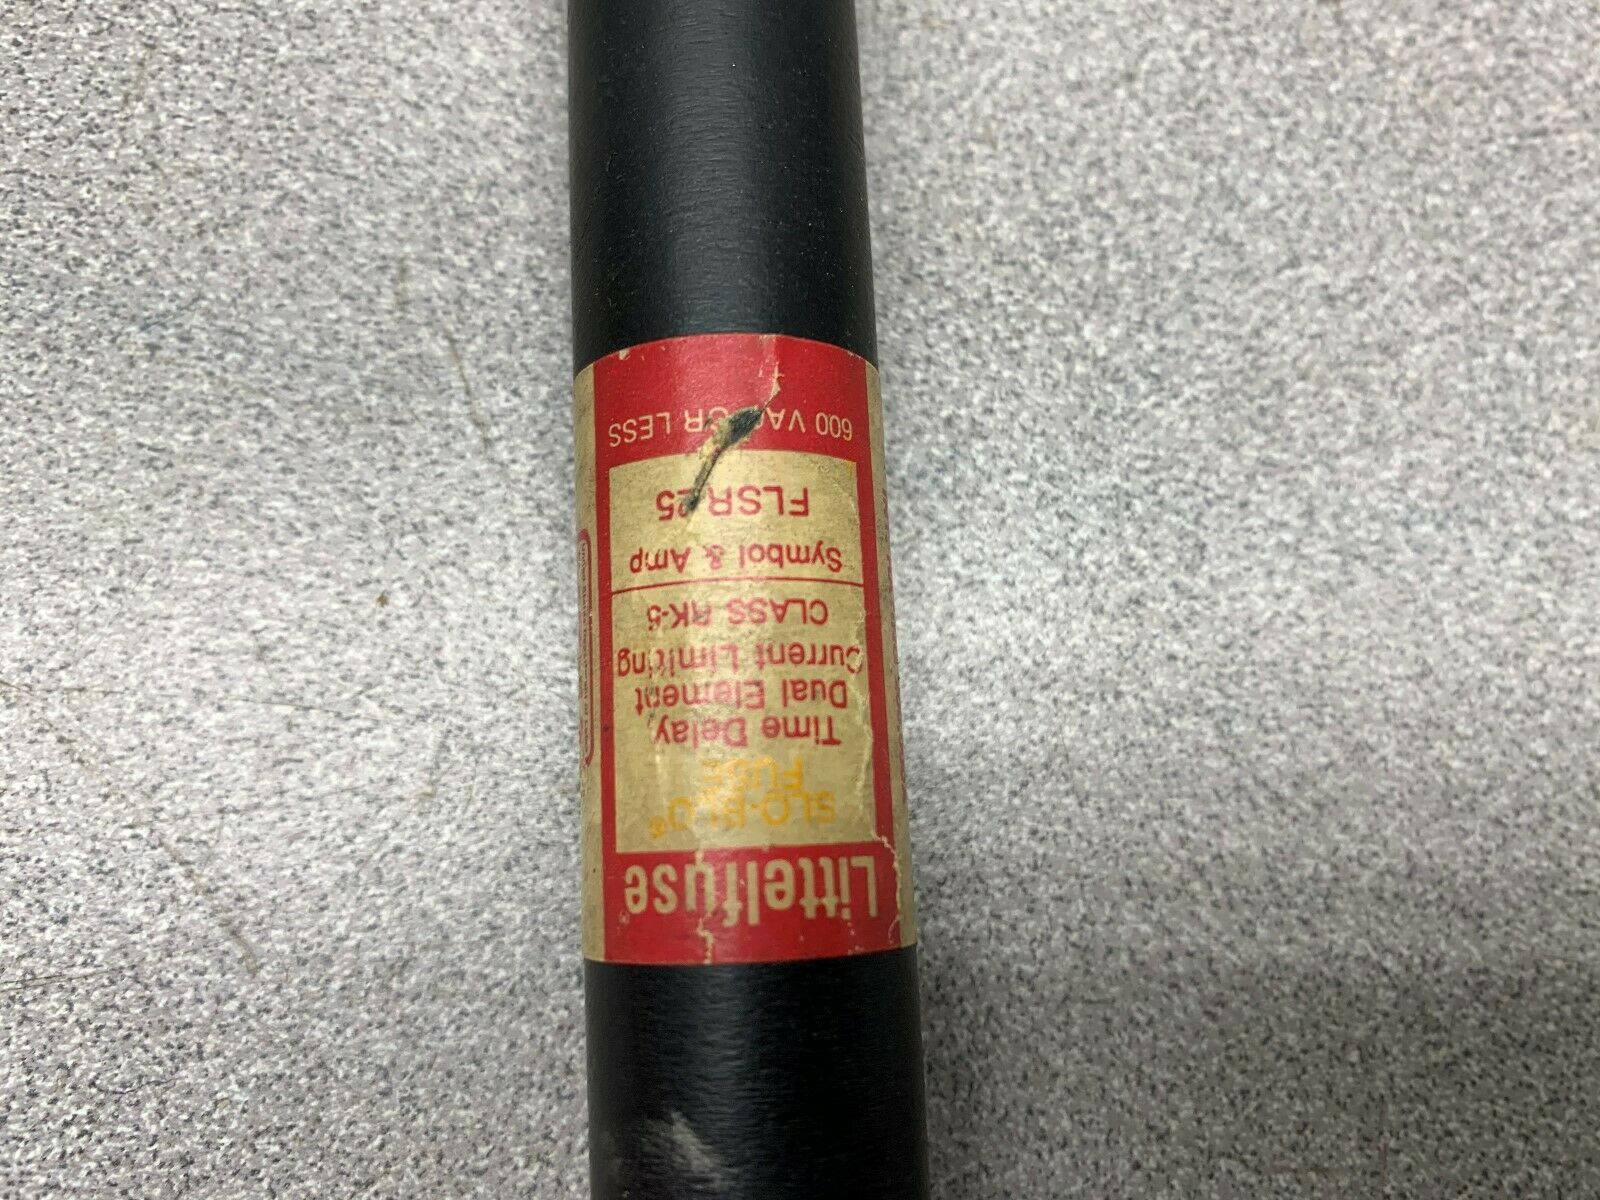 Littelfuse®
SLO-BLO®
FUSE
Time Delay
Dual Element
Current Limiting
CLASS RK-5
Symbol & Amp
FLSR 25
600 VAC OR LESS